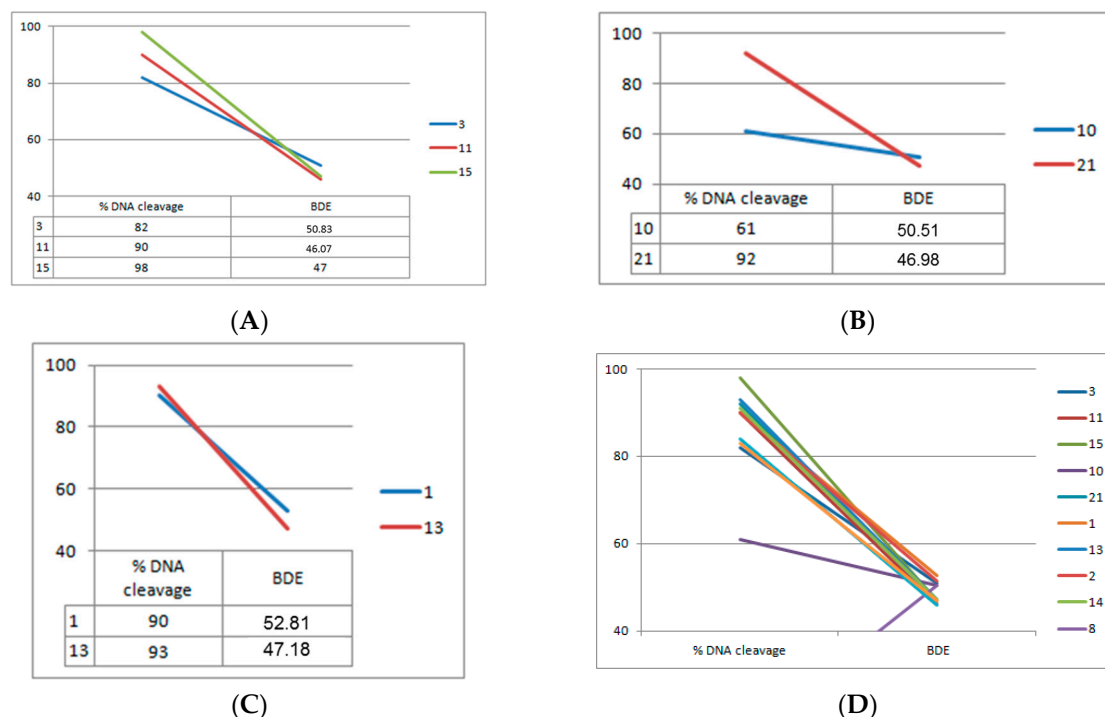 100
80
60
40
3
11
15
% DNA cleavage BDE
3 82 50.83
11 90 46.07
15 98 47
(A)
100
80
60
40
10
21
% DNA cleavage BDE
10 61 50.51
21 92 46.98
(B)
100
80
60
40
1
13
% DNA
cleavage BDE
1 90 52.81
13 93 47.18
(C)
100
80
60
40
% DNA cleavage BDE
3
11
15
10
21
1
13
2
14
8
(D)